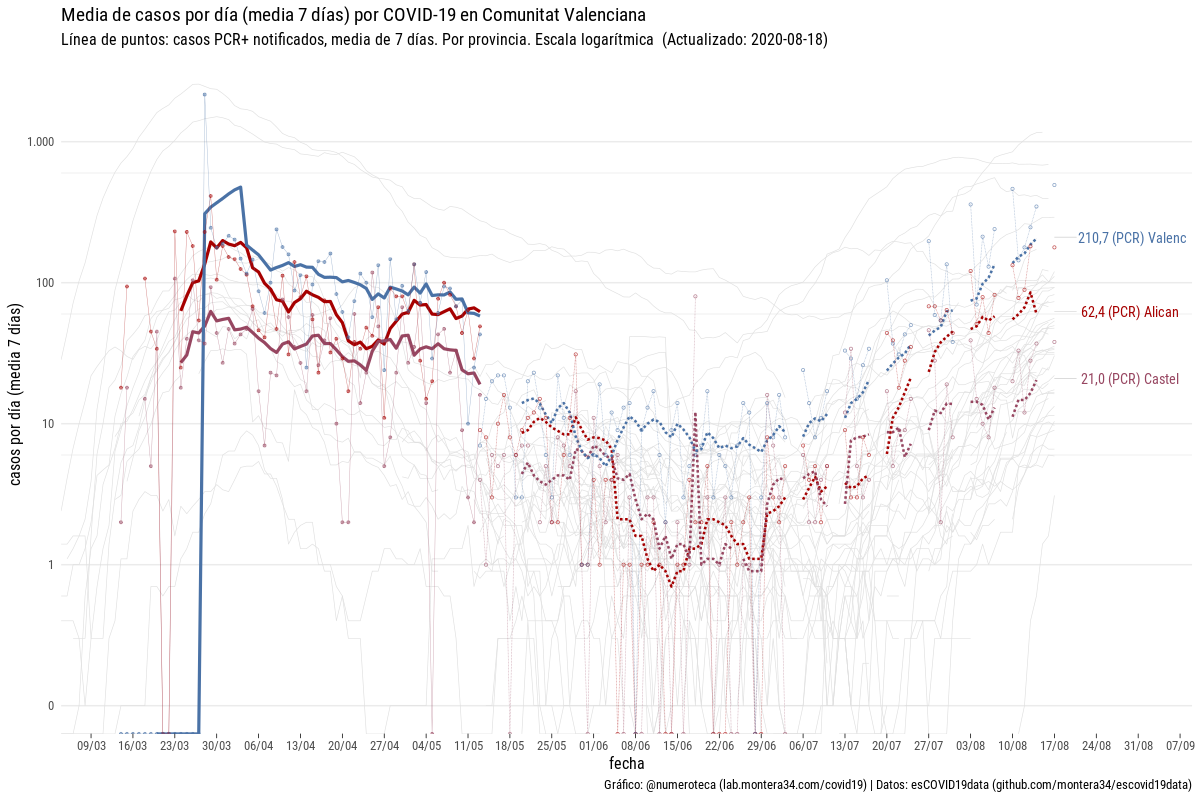 Media de casos por día (media 7 días) por COVID-19 en Comunitat Valenciana
Línea de puntos: casos PCR+ notificados, media de 7 días. Por provincia. Escala logarítmica  (Actualizado: 2020-08-18)
casos por día (media 7 días)
1.000
100
10
1
0
210,7 (PCR) Valenc
62,4 (PCR) Alican
21,0 (PCR) Castel
09/03 16/03 23/03 30/03 06/04 13/04 20/04 27/04 04/05 11/05 18/05 25/05 01/06 08/06 15/06 22/06 29/06 06/07 13/07 20/07 27/07 03/08 10/08 17/08 24/08 31/08 07/09
fecha
Gráfico: @numeroteca (lab.montera34.com/covid19) | Datos: esCOVID19data (github.com/montera34/escovid19data)